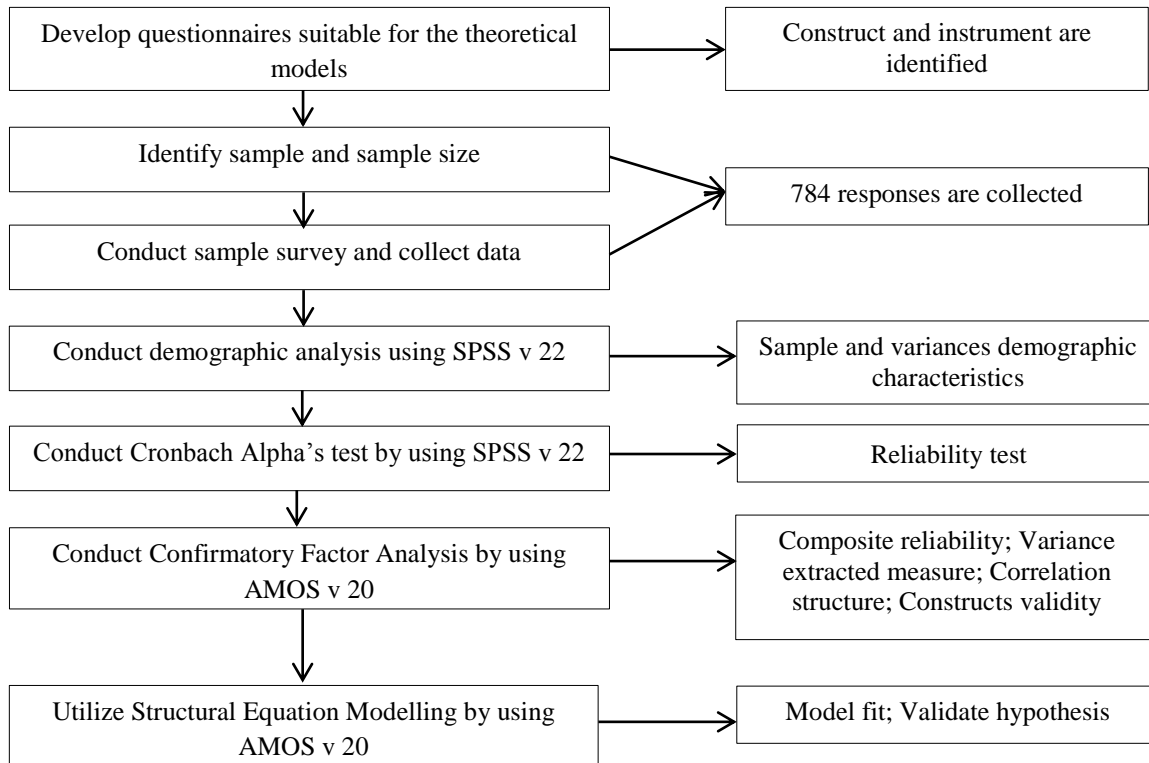 Develop questionnaires suitable for the theoretical
models
Construct and instrument are
identified
Identify sample and sample size
784 responses are collected
Conduct sample survey and collect data
Conduct demographic analysis using SPSS v 22
Sample and variances demographic
characteristics
Conduct Cronbach Alpha’s test by using SPSS v 22
Reliability test
Conduct Confirmatory Factor Analysis by using
AMOS v 20
Composite reliability; Variance
extracted measure; Correlation
structure; Constructs validity
Utilize Structural Equation Modelling by using
AMOS v 20
Model fit; Validate hypothesis